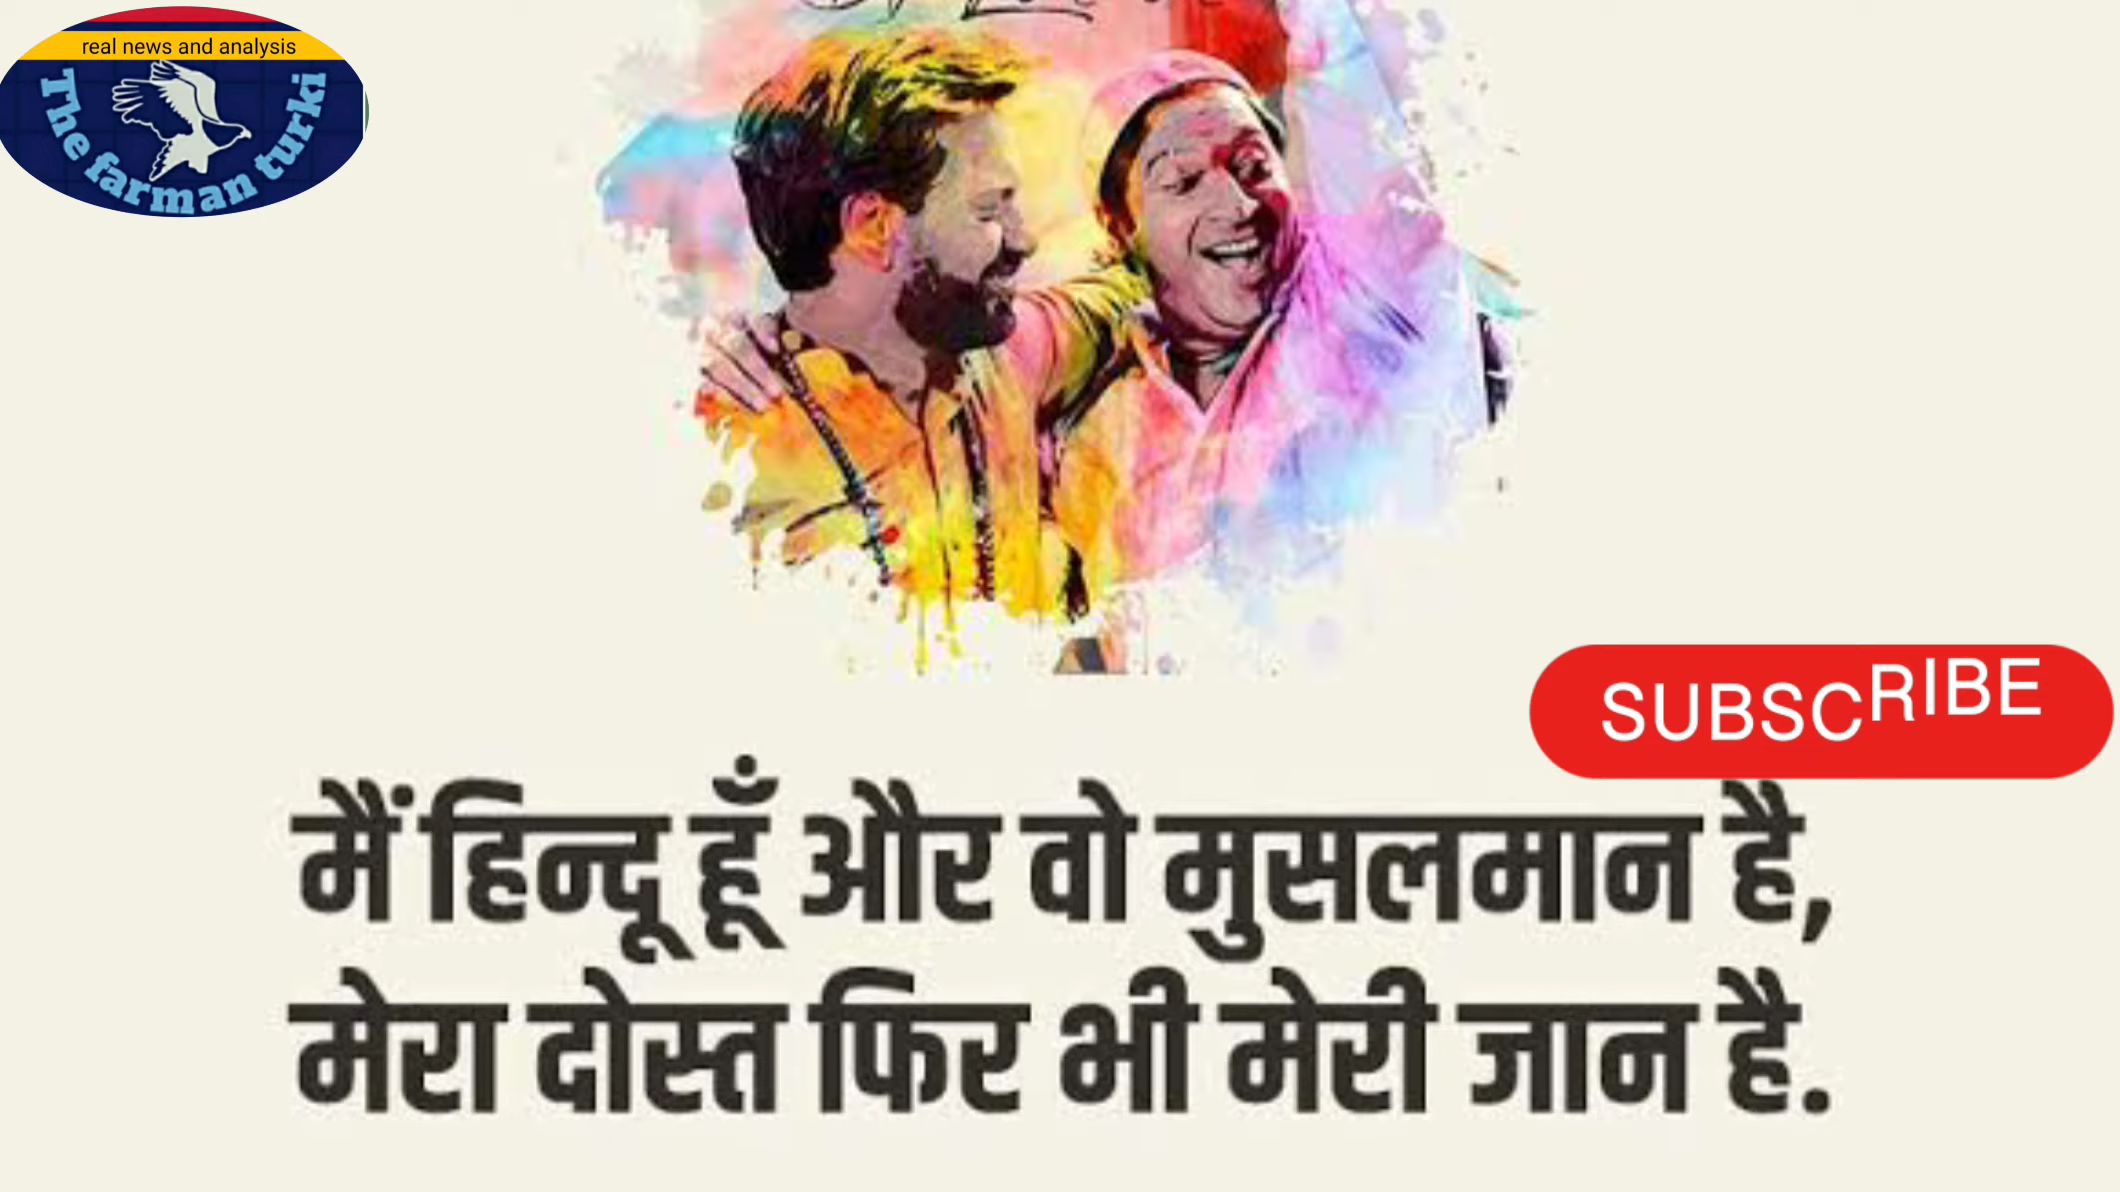 real news and analysis
The farman turki
SUBSCRIBE
मैं हिन्दू हूँ और वो मुसलमान है,
मेरा दोस्त फिर भी मेरी जान है.